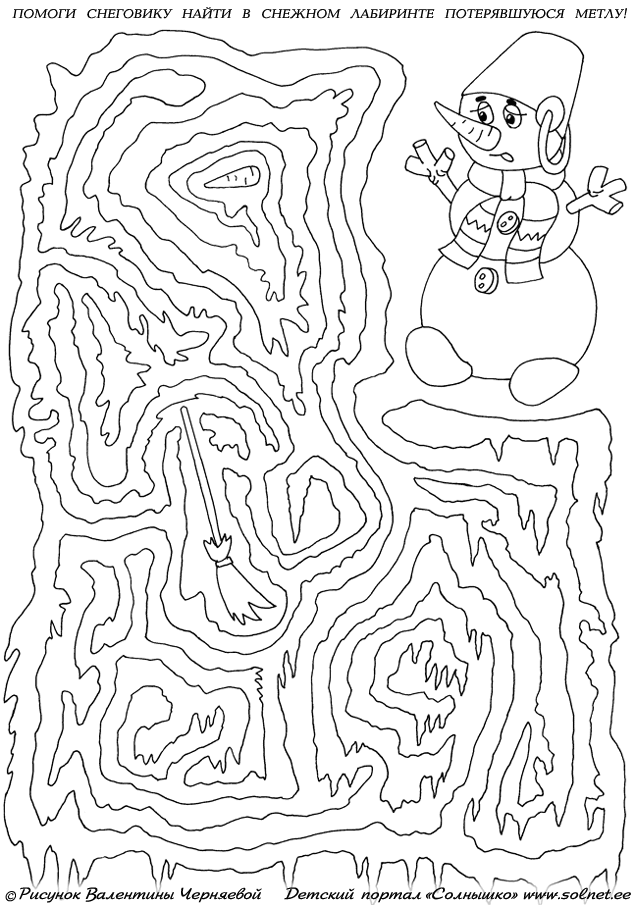 ПОМОГИ СНЕГОВИКУ НАЙТИ В СНЕЖНОМ ЛАБИРИНТЕ ПОТЕРЯВШУЮСЯ МЕТЛУ!
© Рисунок Валентины Черняевой Детский портал «Солнышко» www.solnet.ee